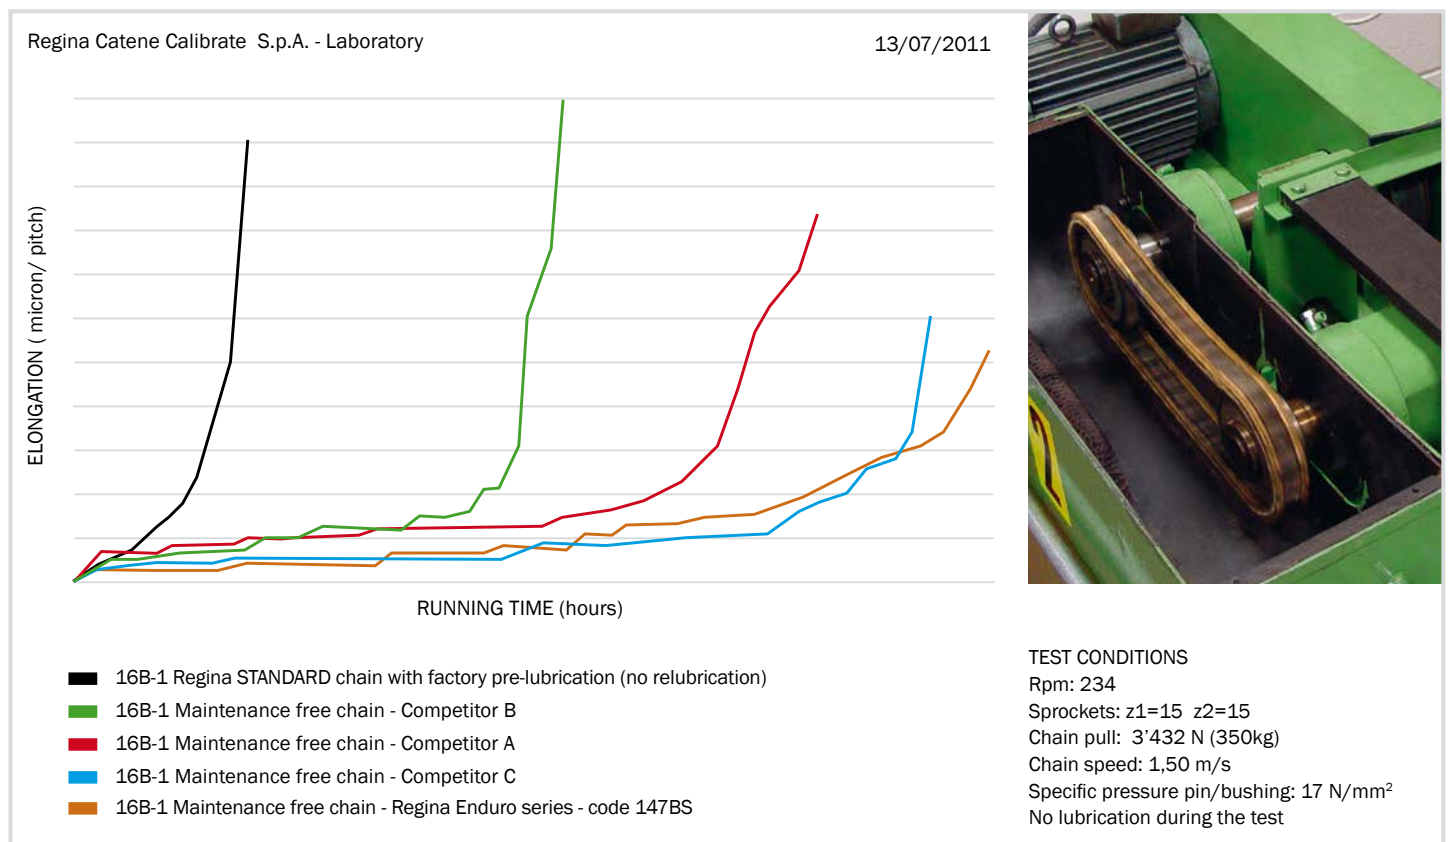 Regina Catene Calibrate S.p.A. - Laboratory
13/07/2011
ELONGATION ( micron/ pitch)
RUNNING TIME (hours)
16B-1 Regina STANDARD chain with factory pre-lubrication (no relubrication)
16B-1 Maintenance free chain - Competitor B
16B-1 Maintenance free chain - Competitor A
16B-1 Maintenance free chain - Competitor C
16B-1 Maintenance free chain - Regina Enduro series - code 147BS
TEST CONDITIONS
Rpm: 234
Sprockets: z1=15 z2=15
Chain pull: 3'432 N (350kg)
Chain speed: 1,50 m/s
Specific pressure pin/bushing: 17 N/mm²
No lubrication during the test